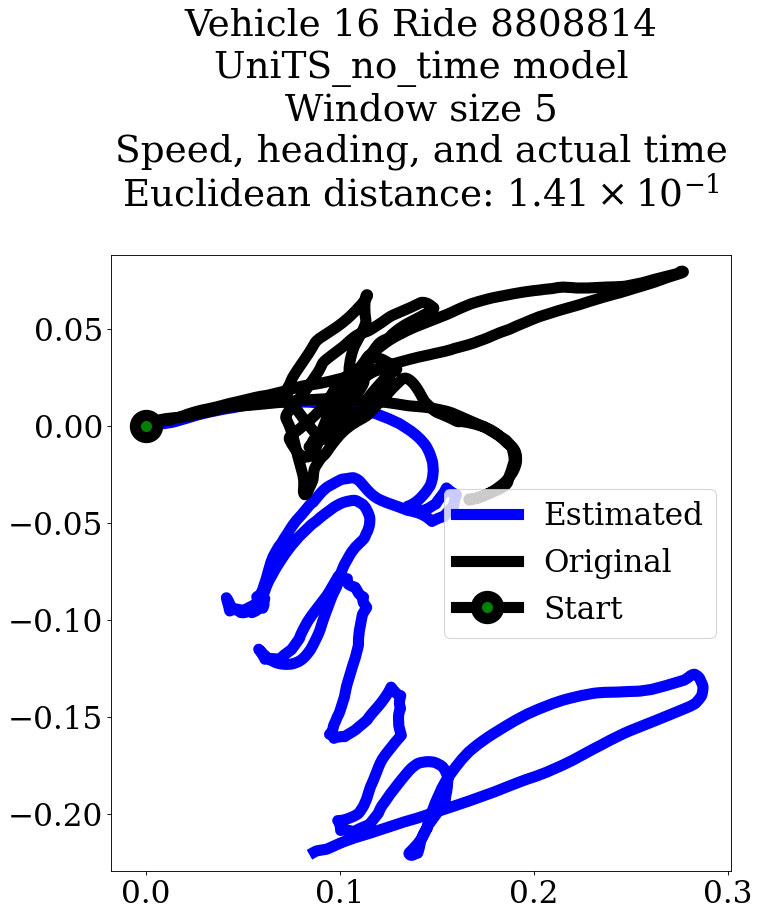 Vehicle 16 Ride 8808814
UniTS_no_time model
Window size 5
Speed, heading, and actual time
Euclidean distance: 1.41 × 10⁻¹
0.05
0.00
−0.05
−0.10
−0.15
−0.20
Estimated
Original
Start
0.0 0.1 0.2 0.3